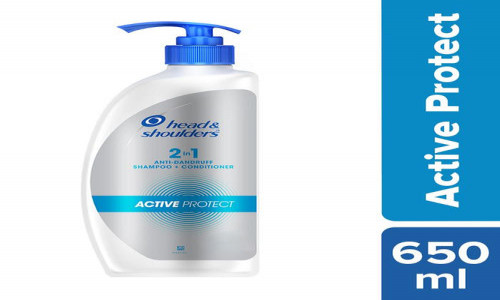 head&
shoulders
2in1
ANTI-DANDRUFF
SHAMPOO + CONDITIONER
ACTIVE PROTECT
Active Protect
650
ml